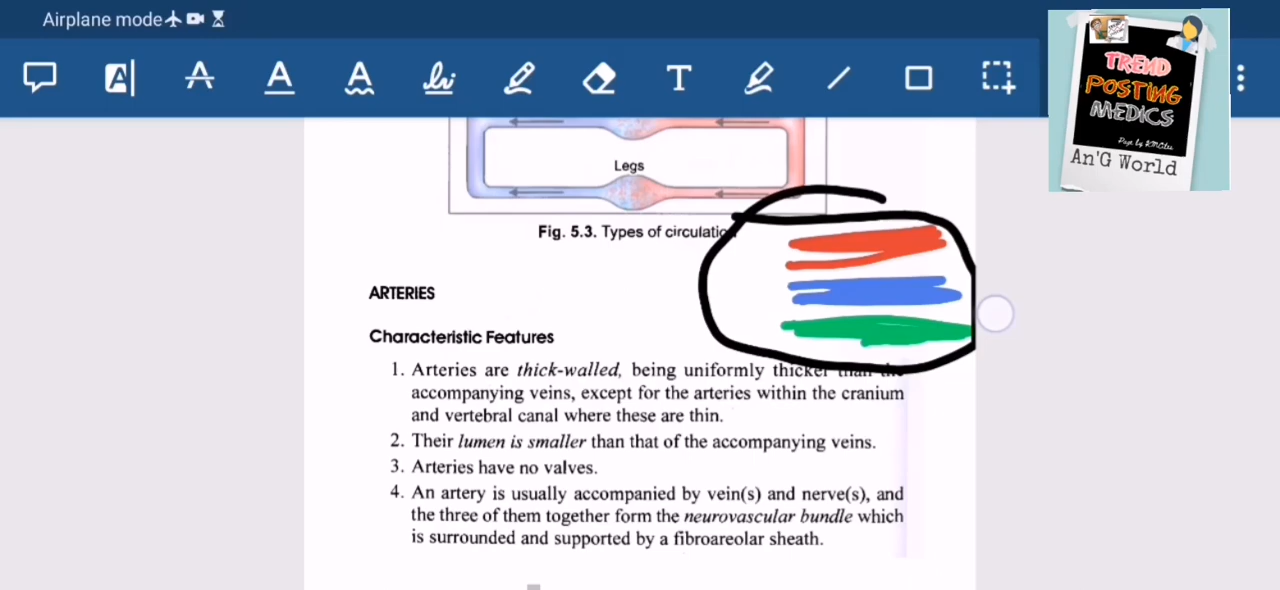 Airplane mode
TREND
POSTING
MEDICS
An'G World
Legs
Fig. 5.3. Types of circulatio
ARTERIES
Characteristic Features
1. Arteries are thick-walled, being uniformly thicker than the
accompanying veins, except for the arteries within the cranium
and vertebral canal where these are thin.
2. Their lumen is smaller than that of the accompanying veins.
3. Arteries have no valves.
4. An artery is usually accompanied by vein(s) and nerve(s), and
the three of them together form the neurovascular bundle which
is surrounded and supported by a fibroareolar sheath.